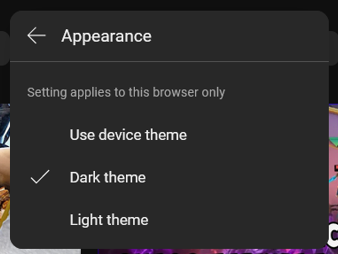 Appearance
Setting applies to this browser only
Use device theme
Dark theme
Light theme